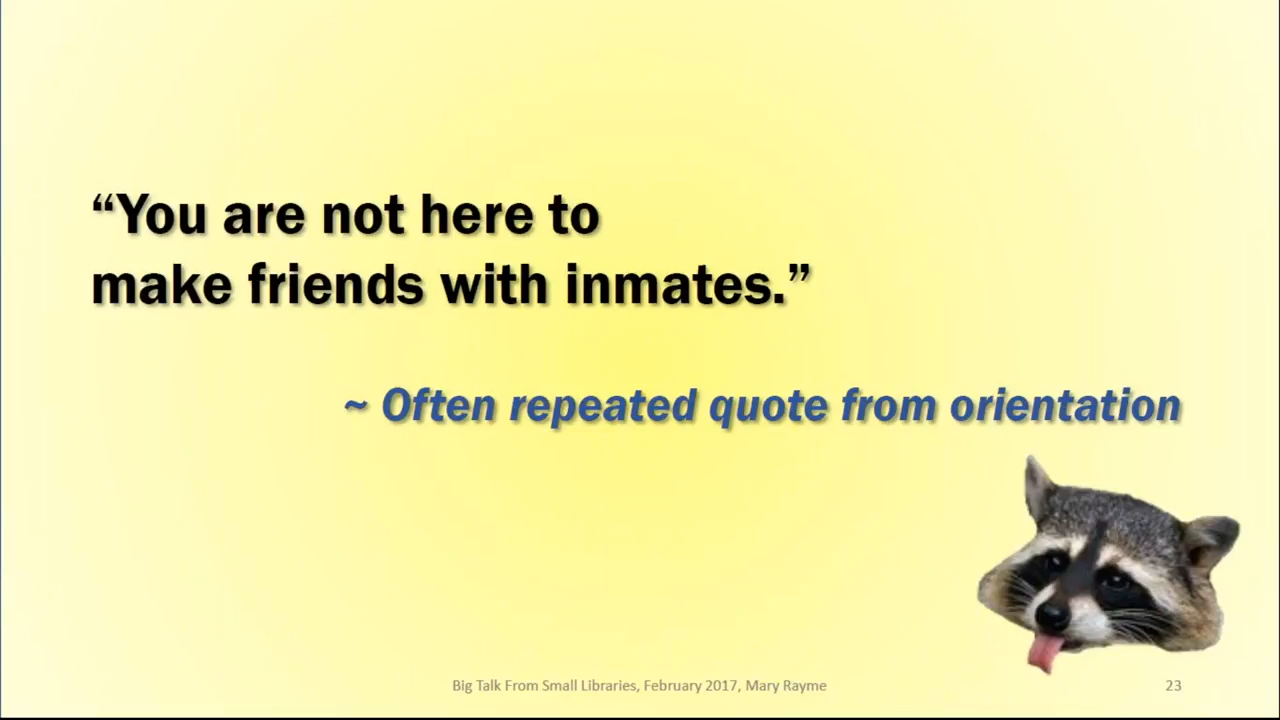 “You are not here to
make friends with inmates.”
~ Often repeated quote from orientation
Big Talk From Small Libraries, February 2017, Mary Rayme
23